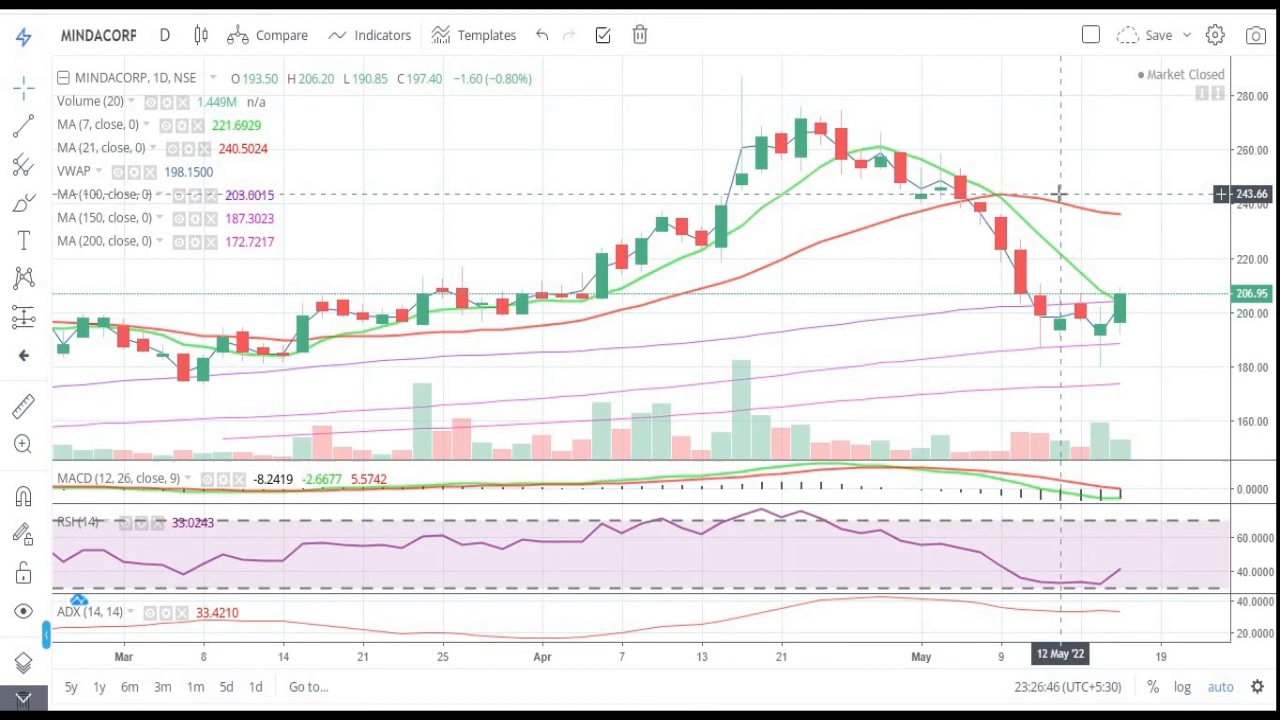 MINDACORP D Compare Indicators Templates Save
MINDACORP, 1D, NSE O193.50 H206.20 L190.85 C197.40 −1.60 (−0.80%) Market Closed
Volume (20) 1.449M n/a
MA (7, close, 0) 221.6929
MA (21, close, 0) 240.5024
VWAP 198.1500
MA (100, close, 0) 203.0015
MA (150, close, 0) 187.3023
MA (200, close, 0) 172.7217
280.00
260.00
243.66
240.00
220.00
206.95
200.00
180.00
160.00
MACD (12, 26, close, 9) -8.2419 -2.6677 5.5742
0.0000
RSI (14) 33.0243
60.0000
40.0000
ADX (14, 14) 33.4210
40.0000
20.0000
Mar 8 14 21 25 Apr 7 13 21 May 9 12 May '22 19
5y 1y 6m 3m 1m 5d 1d Go to... 23:26:46 (UTC+5:30) % log auto